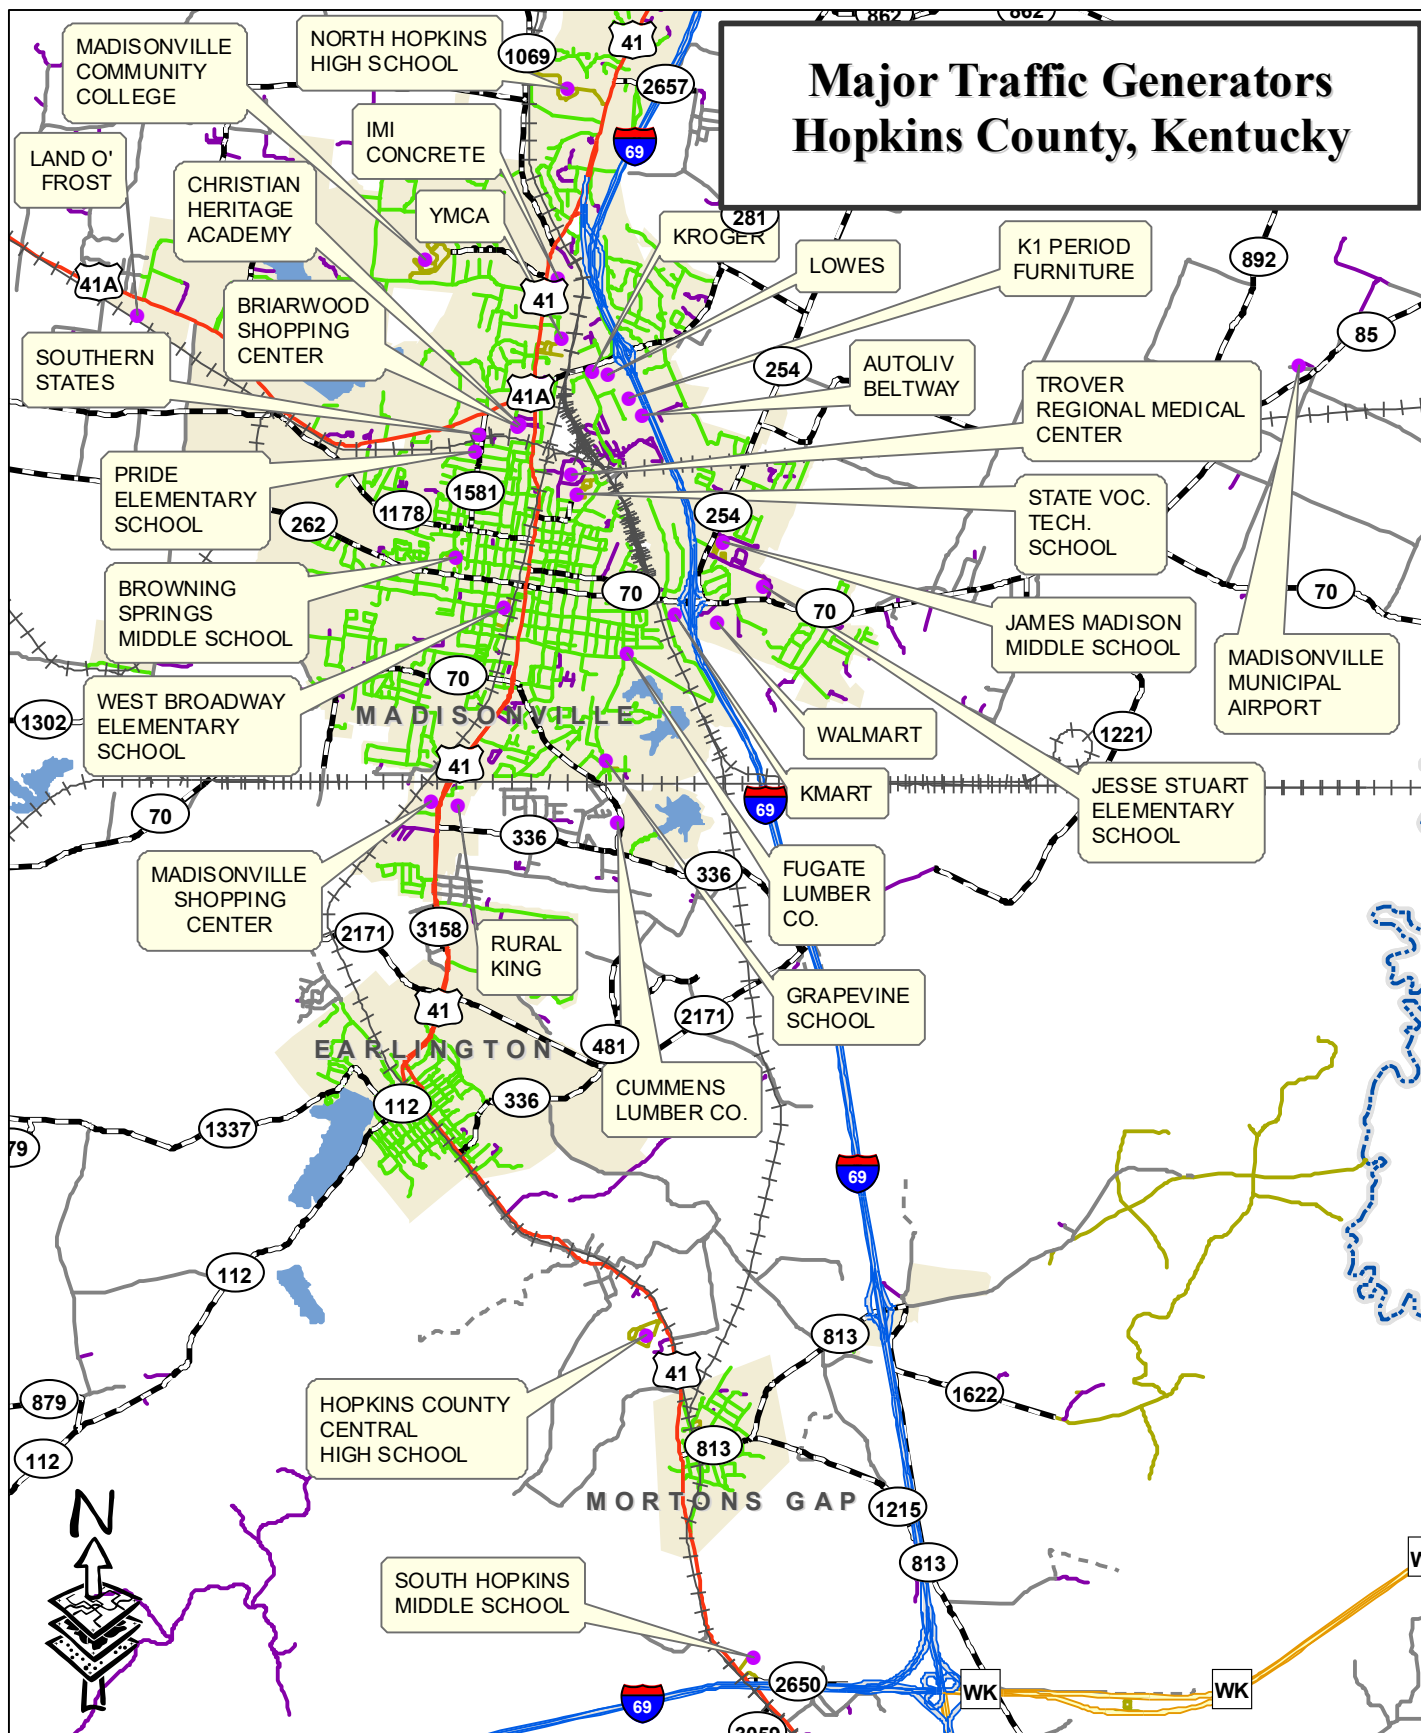 Major Traffic Generators
Hopkins County, Kentucky
862
862
MADISONVILLE
COMMUNITY
COLLEGE
NORTH HOPKINS
HIGH SCHOOL
1069
41
2657
69
IMI
CONCRETE
LAND O'
FROST
CHRISTIAN
HERITAGE
ACADEMY
YMCA
281
KROGER
LOWES
K1 PERIOD
FURNITURE
892
41A
41
BRIARWOOD
SHOPPING
CENTER
85
SOUTHERN
STATES
254
AUTOLIV
BELTWAY
41A
TROVER
REGIONAL MEDICAL
CENTER
PRIDE
ELEMENTARY
SCHOOL
1581
1178
262
254
STATE VOC.
TECH.
SCHOOL
BROWNING
SPRINGS
MIDDLE SCHOOL
70
70
70
JAMES MADISON
MIDDLE SCHOOL
MADISONVILLE
MUNICIPAL
AIRPORT
70
WEST BROADWAY
ELEMENTARY
SCHOOL
1302
MADISONVILLE
WALMART
1221
41
KMART
69
JESSE STUART
ELEMENTARY
SCHOOL
70
336
336
MADISONVILLE
SHOPPING
CENTER
FUGATE
LUMBER
CO.
2171
3158
RURAL
KING
GRAPEVINE
SCHOOL
41
2171
EARLINGTON
481
CUMMENS
LUMBER CO.
112
336
1337
79
69
112
813
41
879
HOPKINS COUNTY
CENTRAL
HIGH SCHOOL
1622
813
112
MORTONS GAP
1215
N
813
W
SOUTH HOPKINS
MIDDLE SCHOOL
2650
WK
WK
69
3059